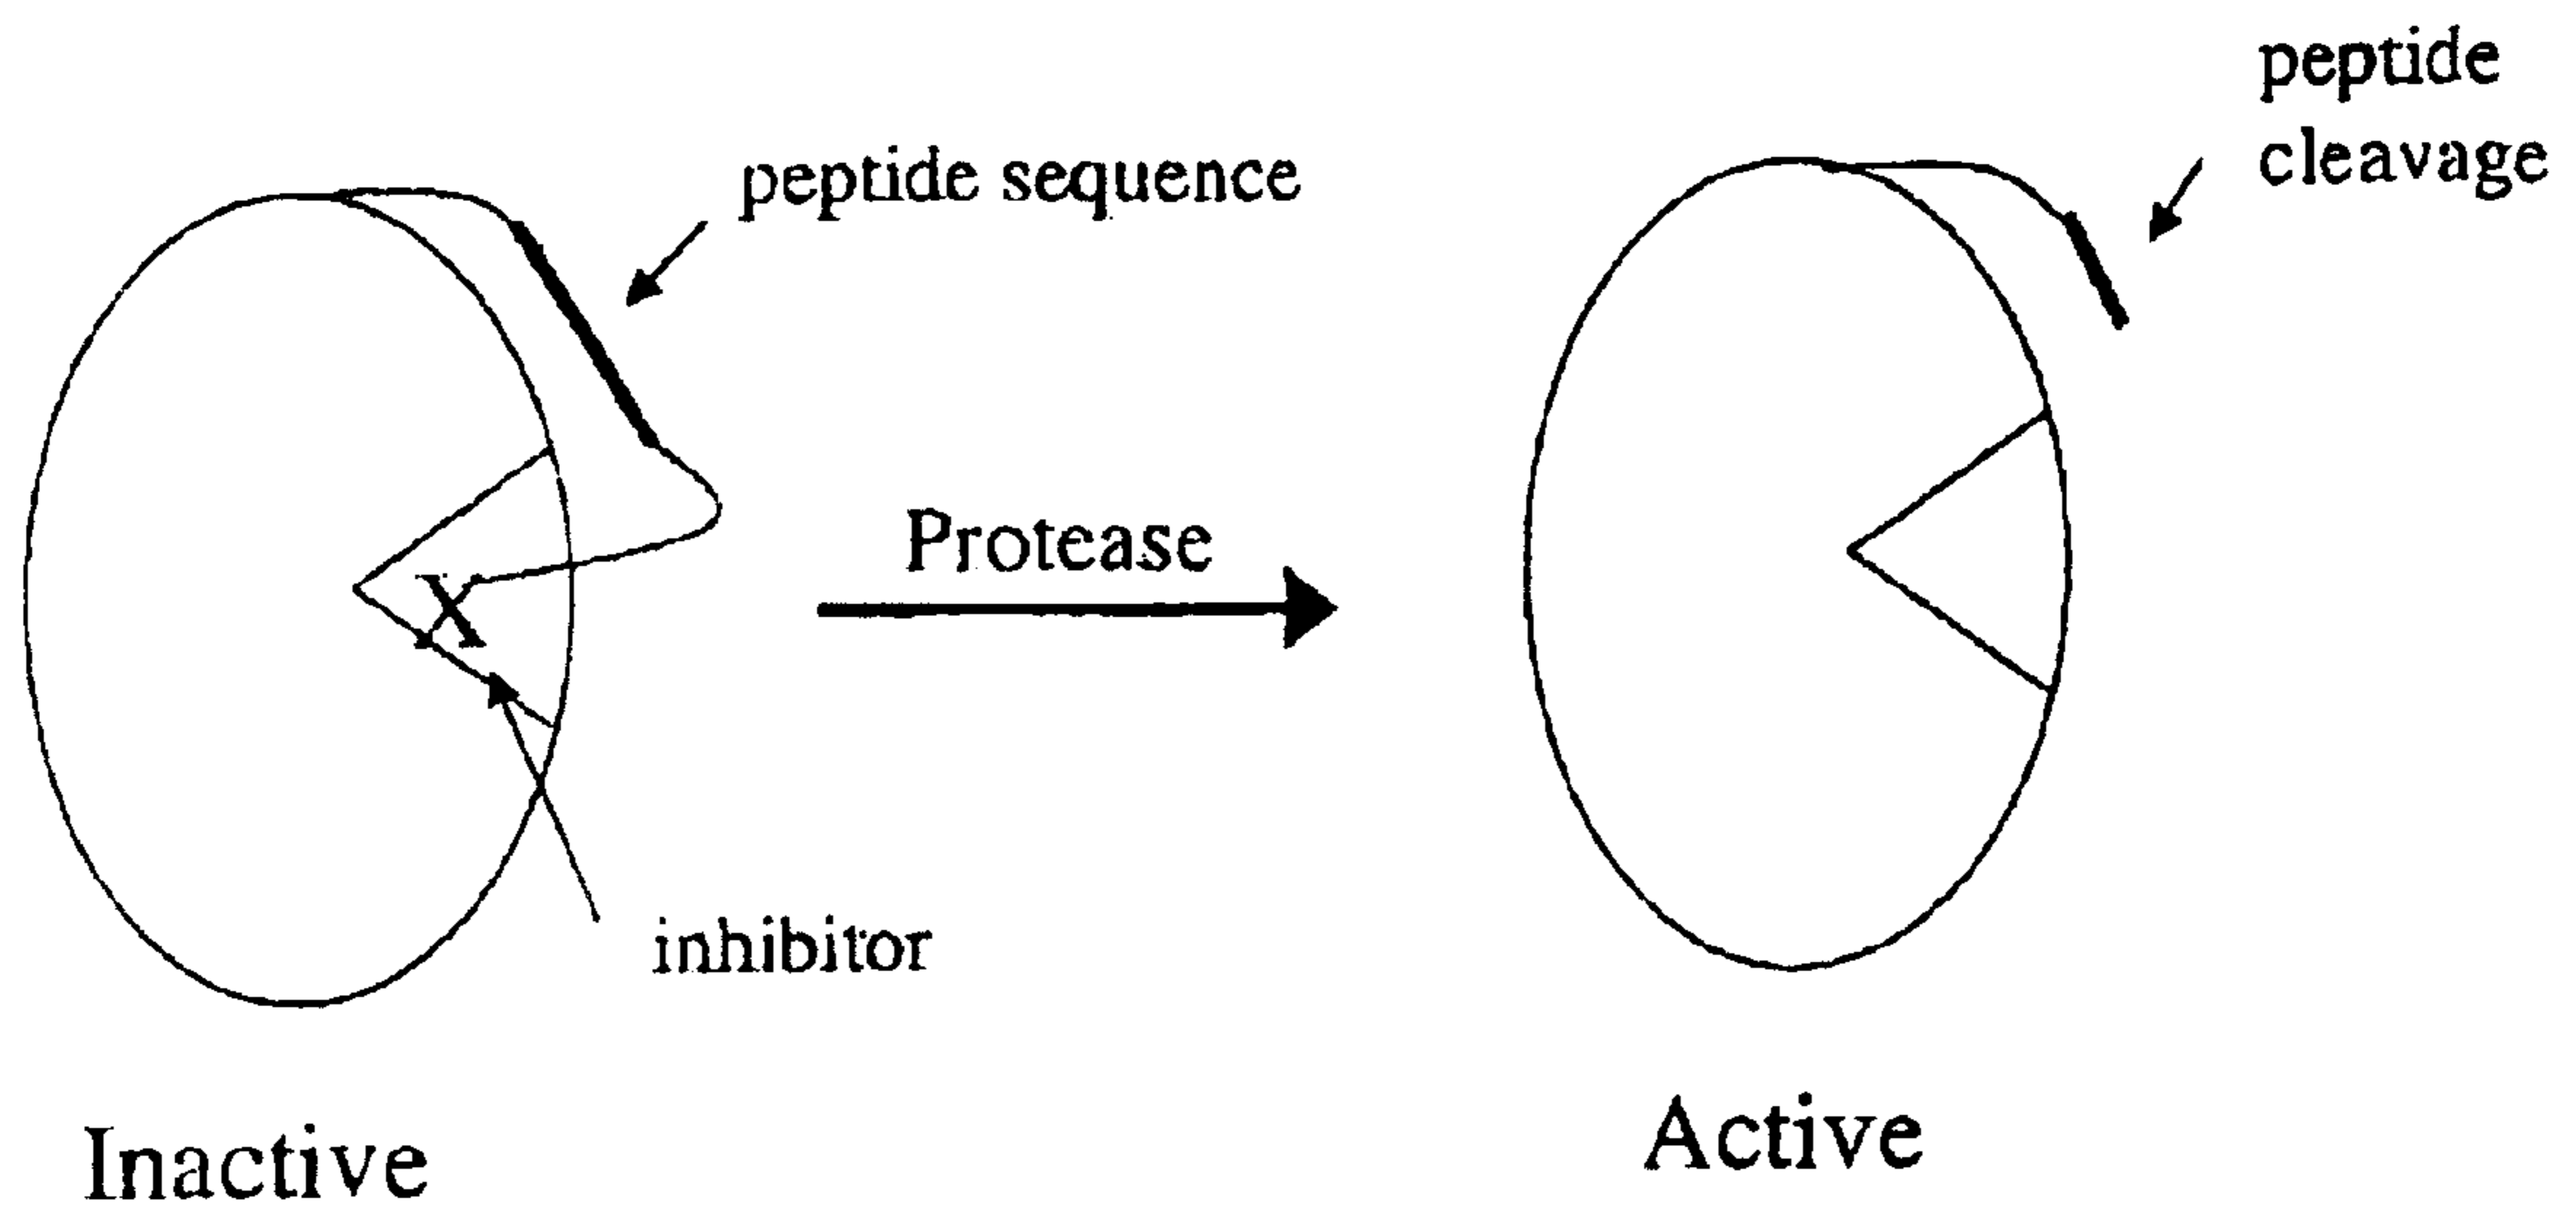 peptide
cleavage
peptide sequence
Protease
X
inhibitor
Inactive
Active